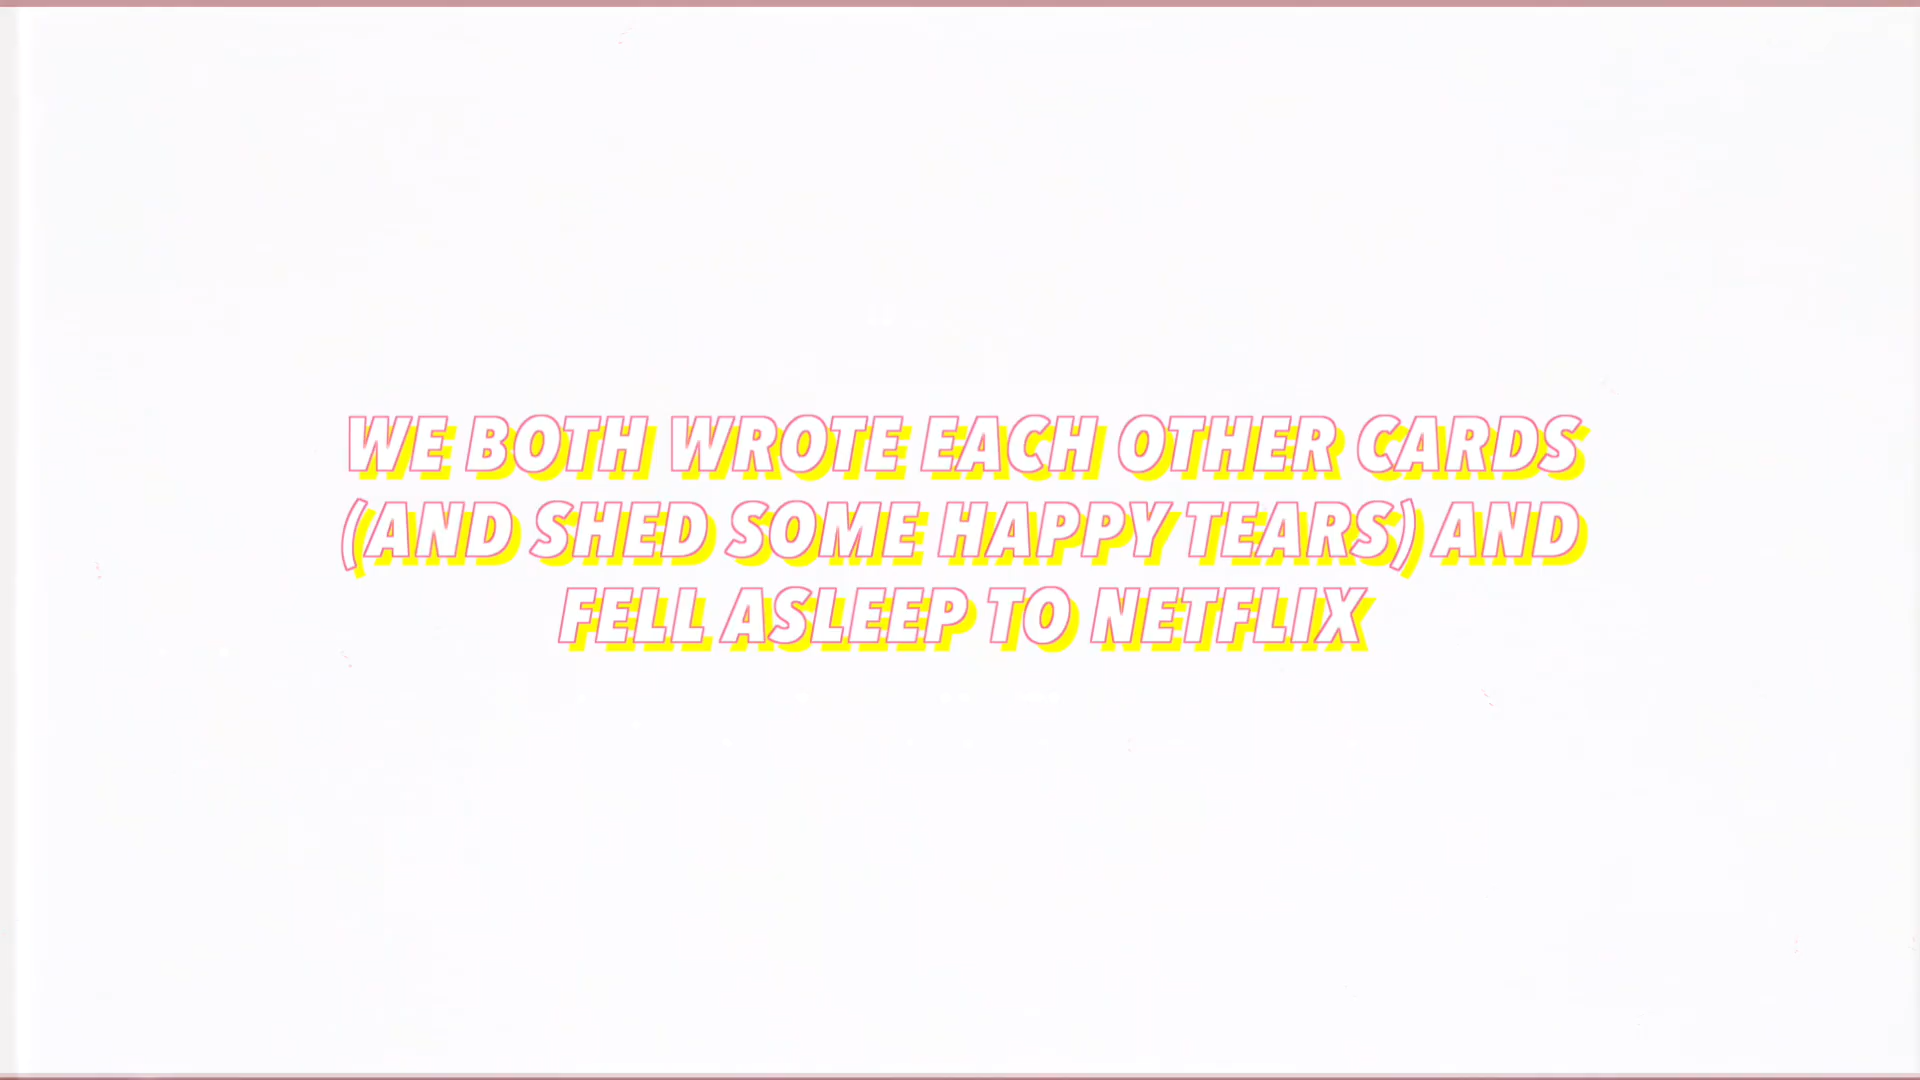 WE BOTH WROTE EACH OTHER CARDS
(AND SHED SOME HAPPY TEARS) AND
FELL ASLEEP TO NETFLIX